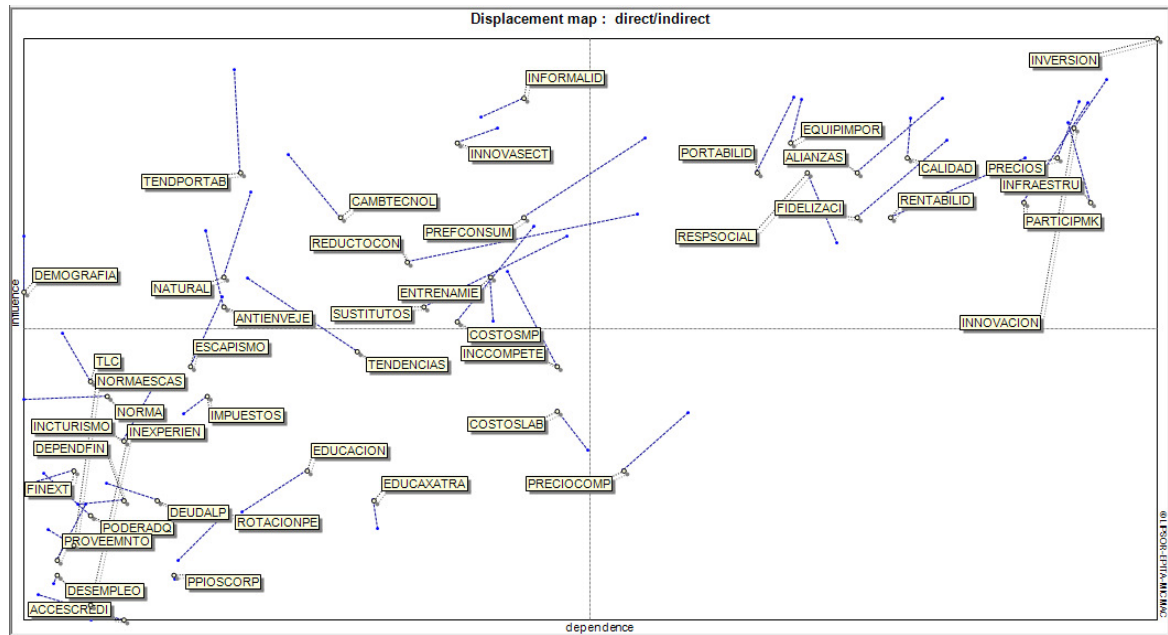 Displacement map : direct/indirect
INVERSION
INFORMALID
EQUIPIMPOR
INNOVASECT
PORTABILID
ALIANZAS
CALIDAD
PRECIOS
TENDPORTAB
INFRAESTRU
CAMBTECNOL
FIDELIZACI
RENTABILID
PARTICIPMK
PREFCONSUM
RESPSOCIAL
REDUCTOCON
DEMOGRAFIA
NATURAL
ENTRENAMIE
influence
ANTIENVEJE
SUSTITUTOS
INNOVACION
COSTOSMP
ESCAPISMO
INCCOMPETE
TLC
TENDENCIAS
NORMAESCAS
NORMA
IMPUESTOS
INCTURISMO
INEXPERIEN
COSTOSLAB
DEPENDFIN
EDUCACION
EDUCAXATRA
PRECIOCOMP
FINEXT
DEUDALP
PODERADQ
ROTACIONPE
PROVEEMNTO
DESEMPLEO
PPIOSCORP
ACCESCREDI
dependence
© LIPSOR-EPITA-MICMAC